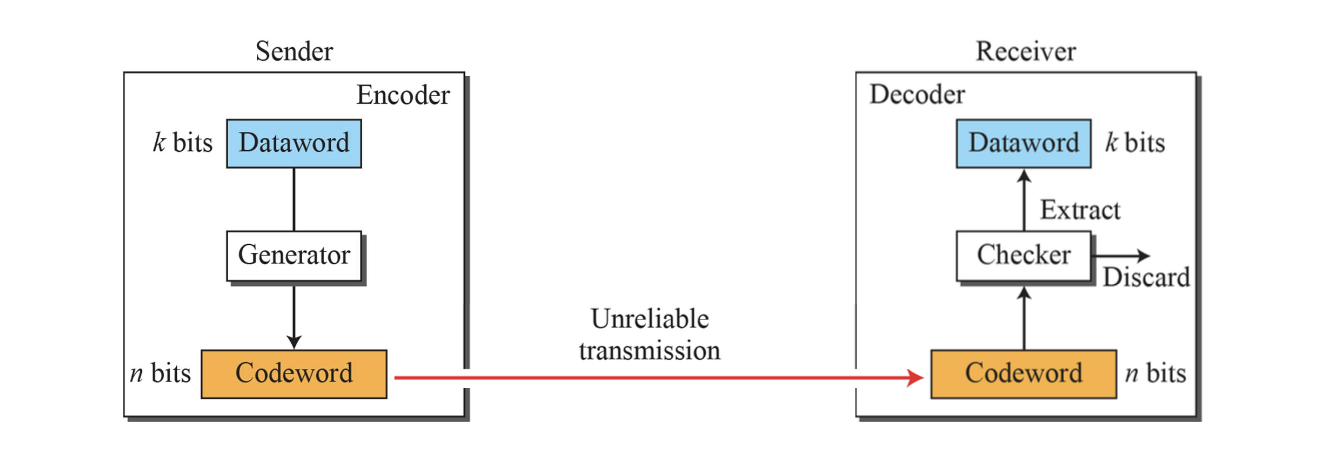 Sender
Encoder
k bits
Dataword
Generator
n bits
Codeword
Unreliable
transmission
Receiver
Decoder
Dataword
k bits
Extract
Checker
Discard
Codeword
n bits